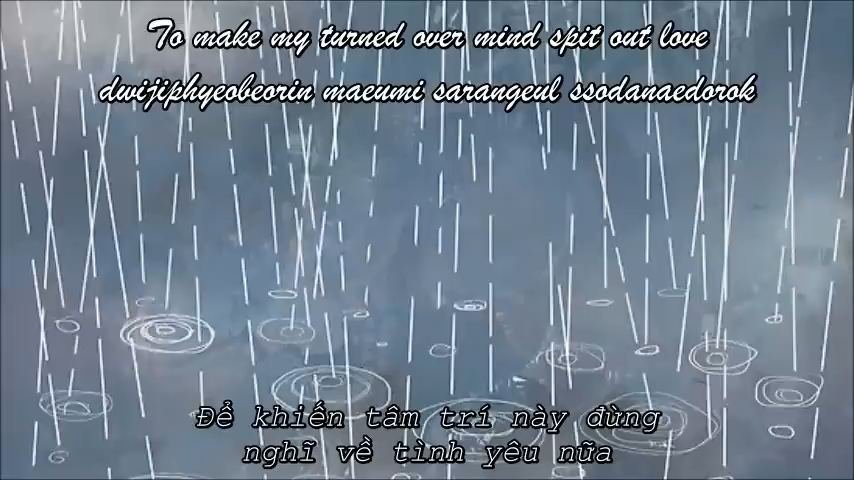 To make my turned over mind spit out love
dwijiphyeobeorin maeumi sarangeul ssodanaedorok
Để khiến tâm trí này đừng
nghĩ về tình yêu nữa